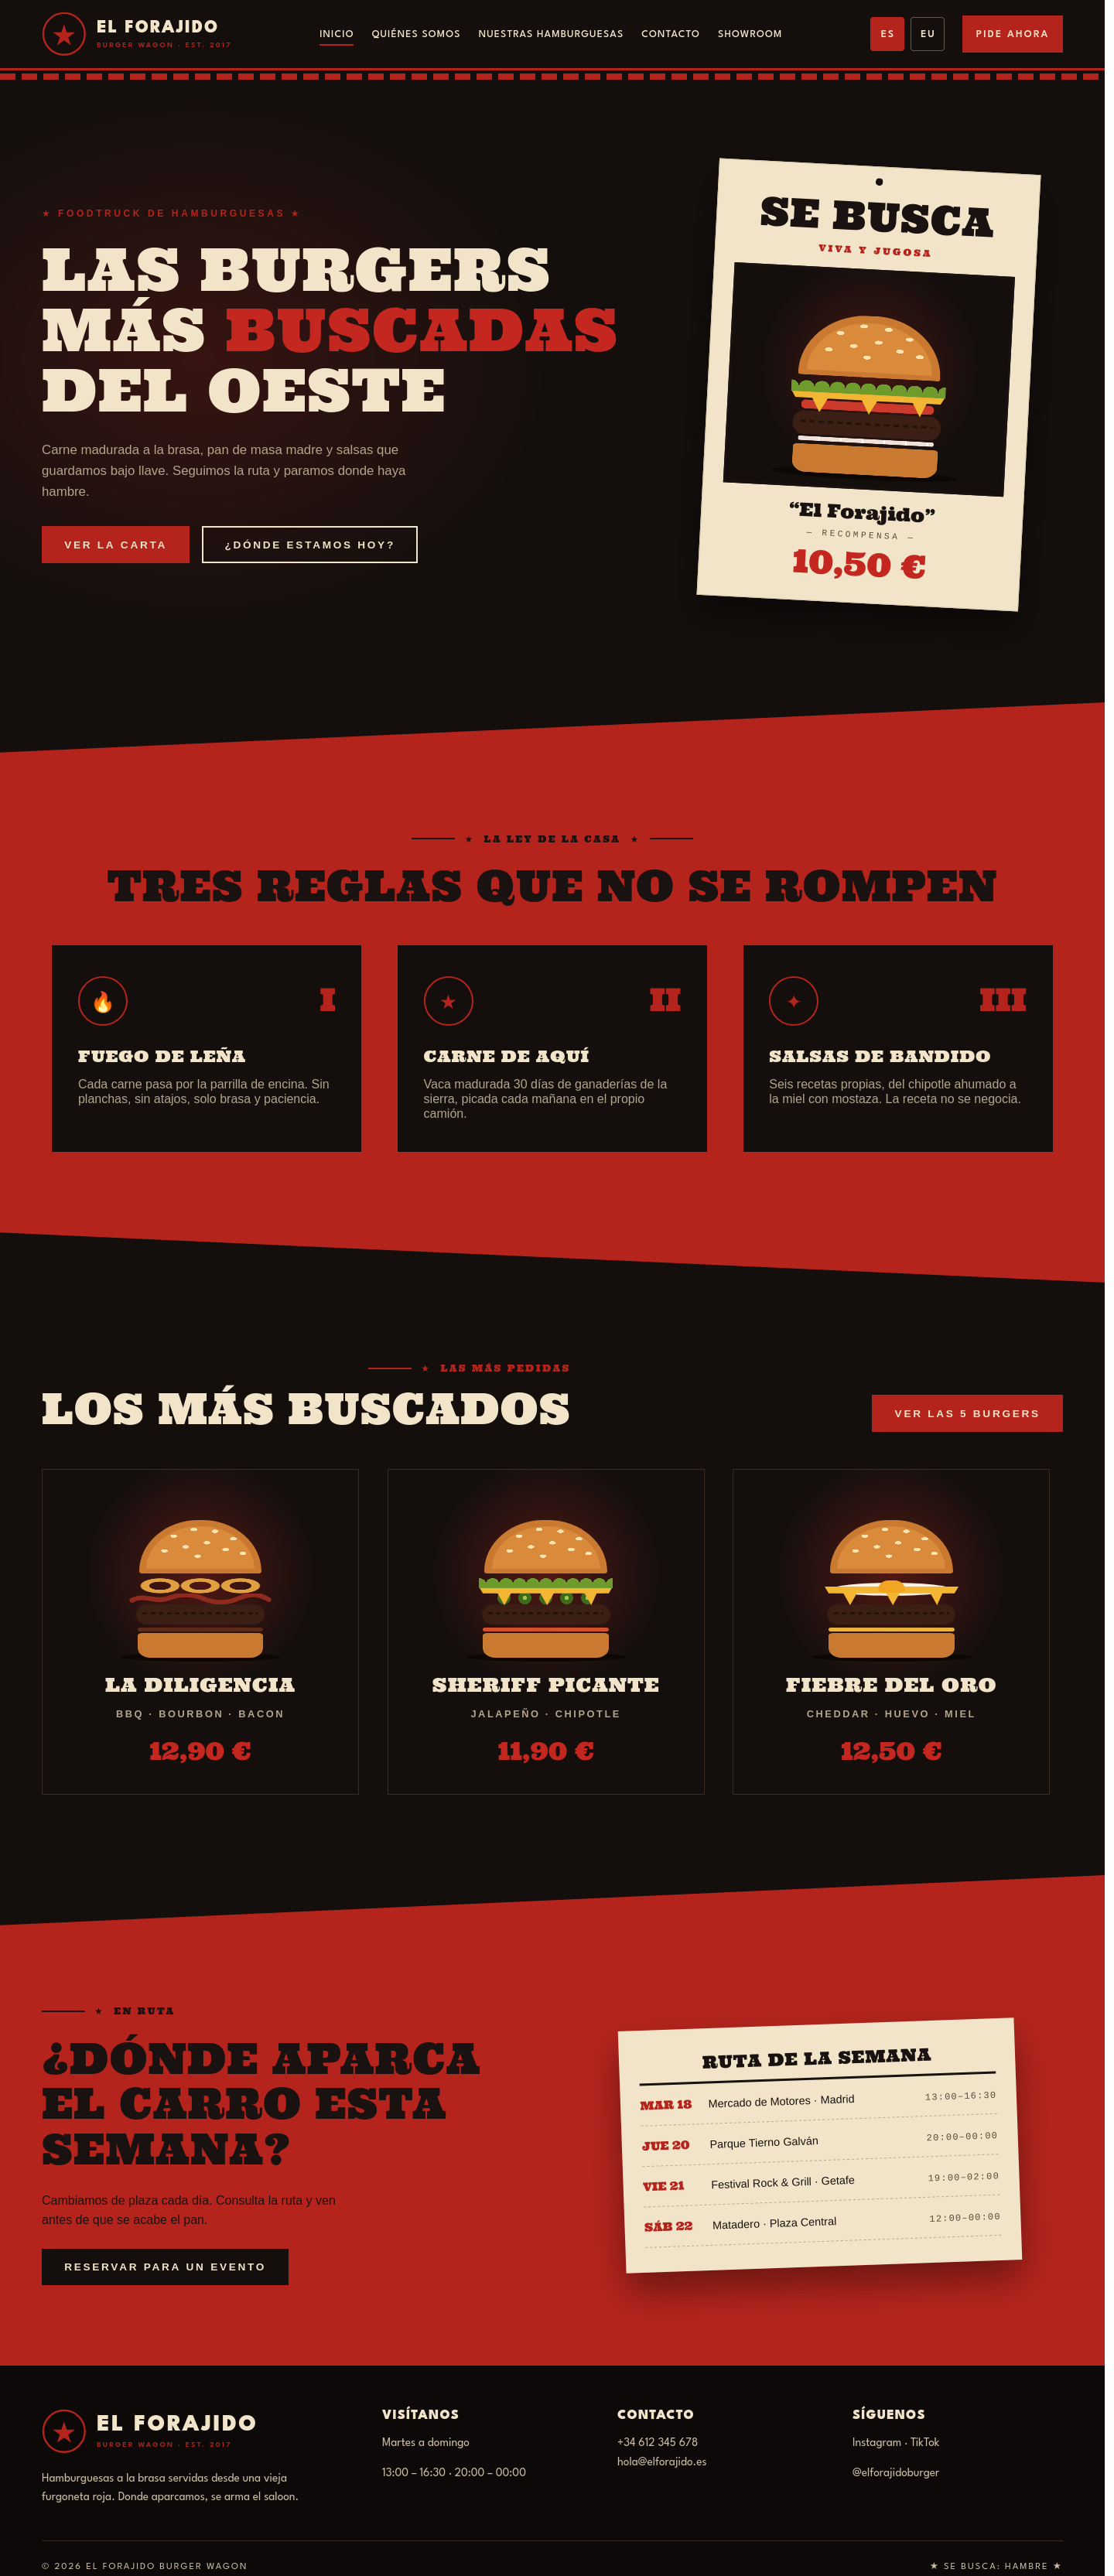 EL FORAJIDO
BURGER WAGON · EST. 2017
INICIO
QUIÉNES SOMOS
NUESTRAS HAMBURGUESAS
CONTACTO
SHOWROOM
ES
EU
PIDE AHORA
★ FOODTRUCK DE HAMBURGUESAS ★
LAS BURGERS
MÁS BUSCADAS
DEL OESTE
Carne madurada a la brasa, pan de masa madre y salsas que
guardamos bajo llave. Seguimos la ruta y paramos donde haya
hambre.
VER LA CARTA
¿DÓNDE ESTAMOS HOY?
SE BUSCA
VIVA Y JUGOSA
“El Forajido”
— RECOMPENSA —
10,50 €
★ LA LEY DE LA CASA ★
TRES REGLAS QUE NO SE ROMPEN
I
FUEGO DE LEÑA
Cada carne pasa por la parrilla de encina. Sin
planchas, sin atajos, solo brasa y paciencia.
II
CARNE DE AQUÍ
Vaca madurada 30 días de ganaderías de la
sierra, picada cada mañana en el propio
camión.
III
SALSAS DE BANDIDO
Seis recetas propias, del chipotle ahumado a
la miel con mostaza. La receta no se negocia.
★ LAS MÁS PEDIDAS
LOS MÁS BUSCADOS
VER LAS 5 BURGERS
LA DILIGENCIA
BBQ · BOURBON · BACON
12,90 €
SHERIFF PICANTE
JALAPEÑO · CHIPOTLE
11,90 €
FIEBRE DEL ORO
CHEDDAR · HUEVO · MIEL
12,50 €
★ EN RUTA
¿DÓNDE APARCA
EL CARRO ESTA
SEMANA?
Cambiamos de plaza cada día. Consulta la ruta y ven
antes de que se acabe el pan.
RESERVAR PARA UN EVENTO
RUTA DE LA SEMANA
MAR 18 Mercado de Motores · Madrid 13:00–16:30
JUE 20 Parque Tierno Galván 20:00–00:00
VIE 21 Festival Rock & Grill · Getafe 19:00–02:00
SÁB 22 Matadero · Plaza Central 12:00–00:00
EL FORAJIDO
BURGER WAGON · EST. 2017
Hamburguesas a la brasa servidas desde una vieja
furgoneta roja. Donde aparcamos, se arma el saloon.
VISÍTANOS
Martes a domingo
13:00 – 16:30 · 20:00 – 00:00
CONTACTO
+34 612 345 678
hola@elforajido.es
SÍGUENOS
Instagram · TikTok
@elforajidoburger
© 2026 EL FORAJIDO BURGER WAGON
★ SE BUSCA: HAMBRE ★